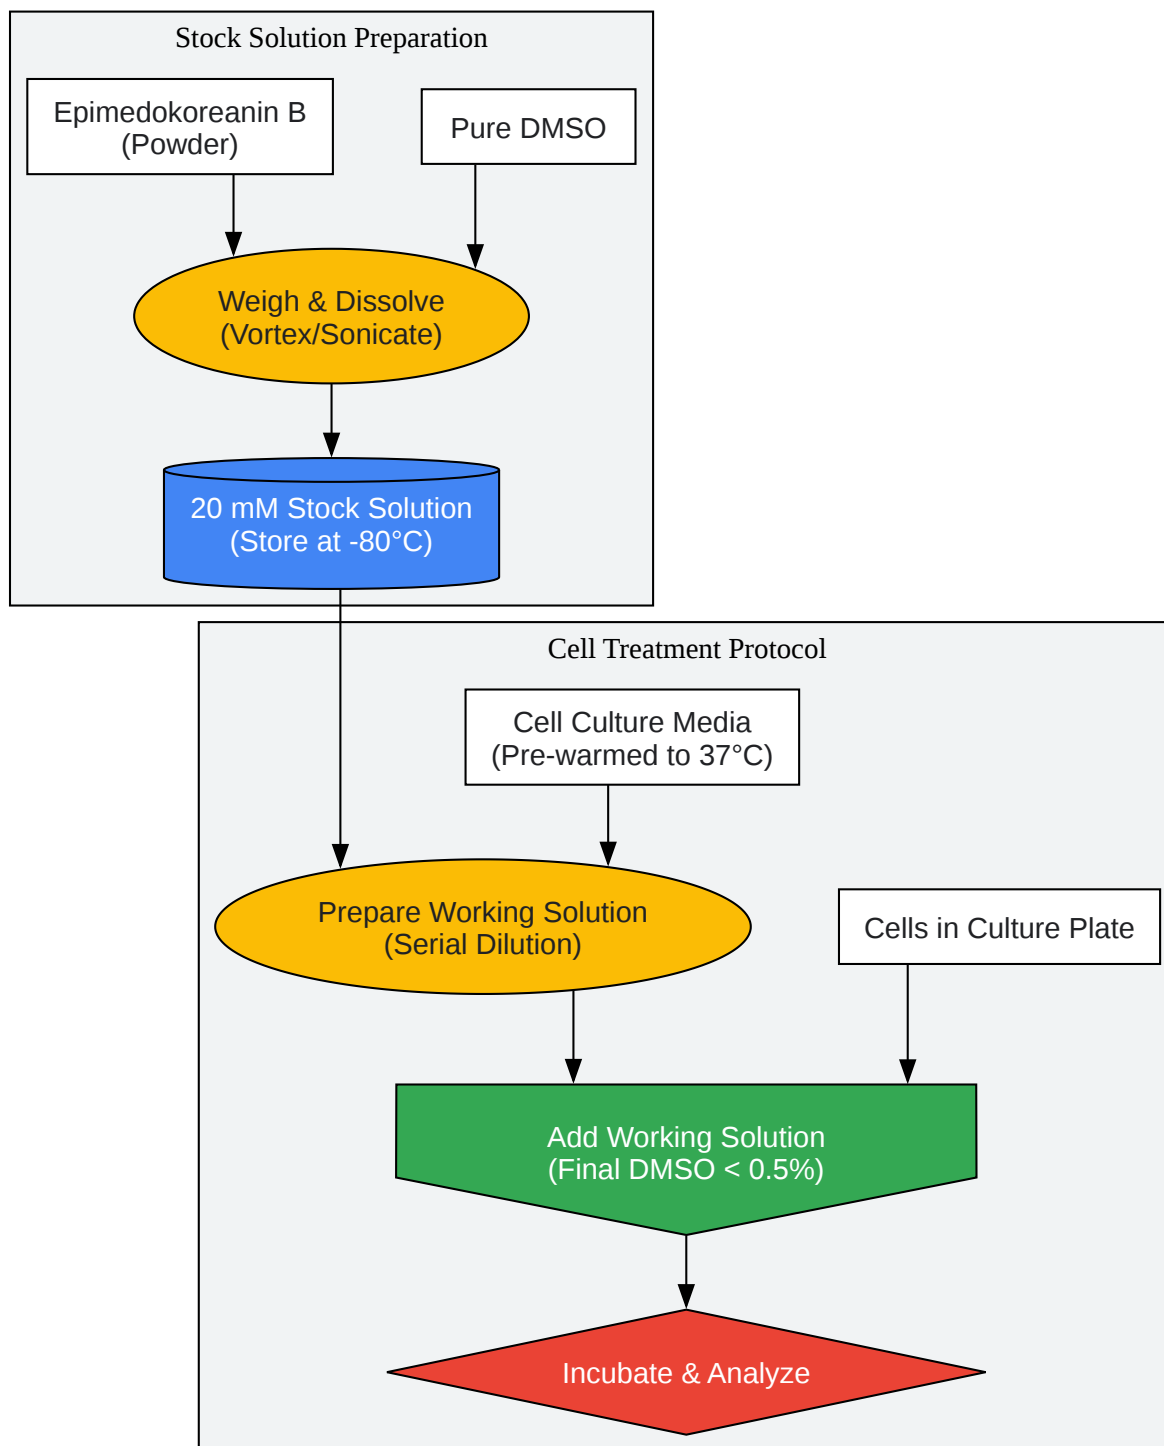 Stock Solution Preparation
Epimedokoreanin B
(Powder)
Pure DMSO
Weigh & Dissolve
(Vortex/Sonicate)
20 mM Stock Solution
(Store at -80°C)
Cell Treatment Protocol
Cell Culture Media
(Pre-warmed to 37°C)
Prepare Working Solution
(Serial Dilution)
Cells in Culture Plate
Add Working Solution
(Final DMSO < 0.5%)
Incubate & Analyze